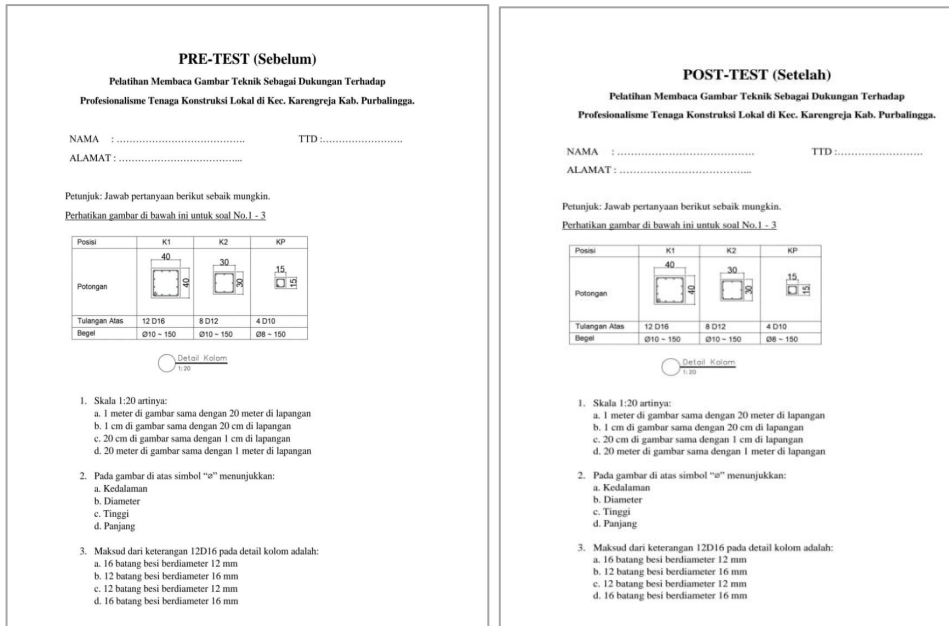 PRE-TEST (Sebelum)
Pelatihan Membaca Gambar Teknik Sebagai Dukungan Terhadap
Profesionalisme Tenaga Konstruksi Lokal di Kec. Karengreja Kab. Purbalingga.
NAMA : ………………………………….. TTD :…………………….
ALAMAT : ………………………………...
Petunjuk: Jawab pertanyaan berikut sebaik mungkin.
Perhatikan gambar di bawah ini untuk soal No.1 - 3
Posisi K1 K2 KP
40 30 15
Potongan 40 30 15
Tulangan Atas 12 D16 8 D12 4 D10
Begel Ø10 ~ 150 Ø10 ~ 150 Ø8 ~ 150
Detail Kolom
1:20
1. Skala 1:20 artinya:
a. 1 meter di gambar sama dengan 20 meter di lapangan
b. 1 cm di gambar sama dengan 20 cm di lapangan
c. 20 cm di gambar sama dengan 1 cm di lapangan
d. 20 meter di gambar sama dengan 1 meter di lapangan
2. Pada gambar di atas simbol “ø” menunjukkan:
a. Kedalaman
b. Diameter
c. Tinggi
d. Panjang
3. Maksud dari keterangan 12D16 pada detail kolom adalah:
a. 16 batang besi berdiameter 12 mm
b. 12 batang besi berdiameter 16 mm
c. 12 batang besi berdiameter 12 mm
d. 16 batang besi berdiameter 16 mm
POST-TEST (Setelah)
Pelatihan Membaca Gambar Teknik Sebagai Dukungan Terhadap
Profesionalisme Tenaga Konstruksi Lokal di Kec. Karengreja Kab. Purbalingga.
NAMA : ………………………………….. TTD :…………………….
ALAMAT : ………………………………...
Petunjuk: Jawab pertanyaan berikut sebaik mungkin.
Perhatikan gambar di bawah ini untuk soal No.1 - 3
Posisi K1 K2 KP
40 30 15
Potongan 40 30 15
Tulangan Atas 12 D16 8 D12 4 D10
Begel Ø10 ~ 150 Ø10 ~ 150 Ø8 ~ 150
Detail Kolom
1:20
1. Skala 1:20 artinya:
a. 1 meter di gambar sama dengan 20 meter di lapangan
b. 1 cm di gambar sama dengan 20 cm di lapangan
c. 20 cm di gambar sama dengan 1 cm di lapangan
d. 20 meter di gambar sama dengan 1 meter di lapangan
2. Pada gambar di atas simbol “ø” menunjukkan:
a. Kedalaman
b. Diameter
c. Tinggi
d. Panjang
3. Maksud dari keterangan 12D16 pada detail kolom adalah:
a. 16 batang besi berdiameter 12 mm
b. 12 batang besi berdiameter 16 mm
c. 12 batang besi berdiameter 12 mm
d. 16 batang besi berdiameter 16 mm